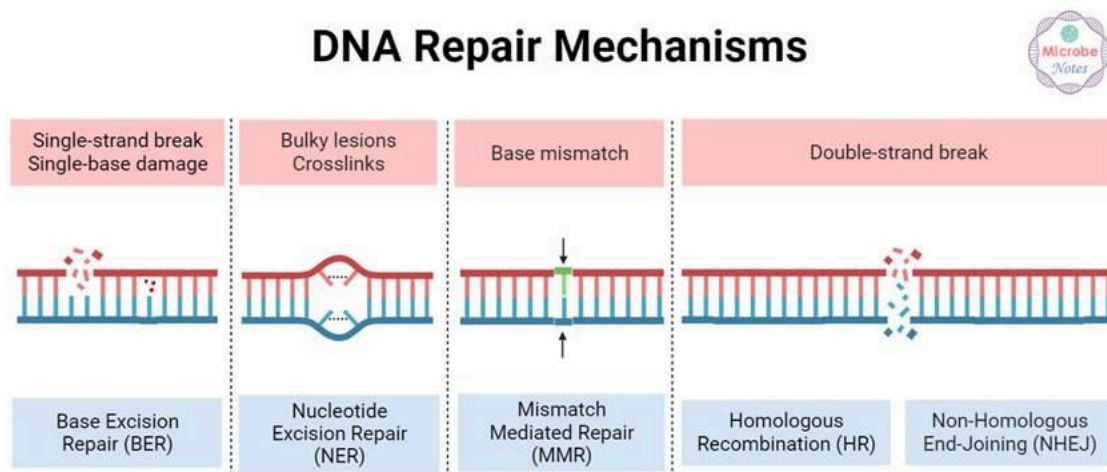 DNA Repair Mechanisms
Microbe
Notes
Single-strand break
Single-base damage
Bulky lesions
Crosslinks
Base mismatch
Double-strand break
Base Excision
Repair (BER)
Nucleotide
Excision Repair
(NER)
Mismatch
Mediated Repair
(MMR)
Homologous
Recombination (HR)
Non-Homologous
End-Joining (NHEJ)